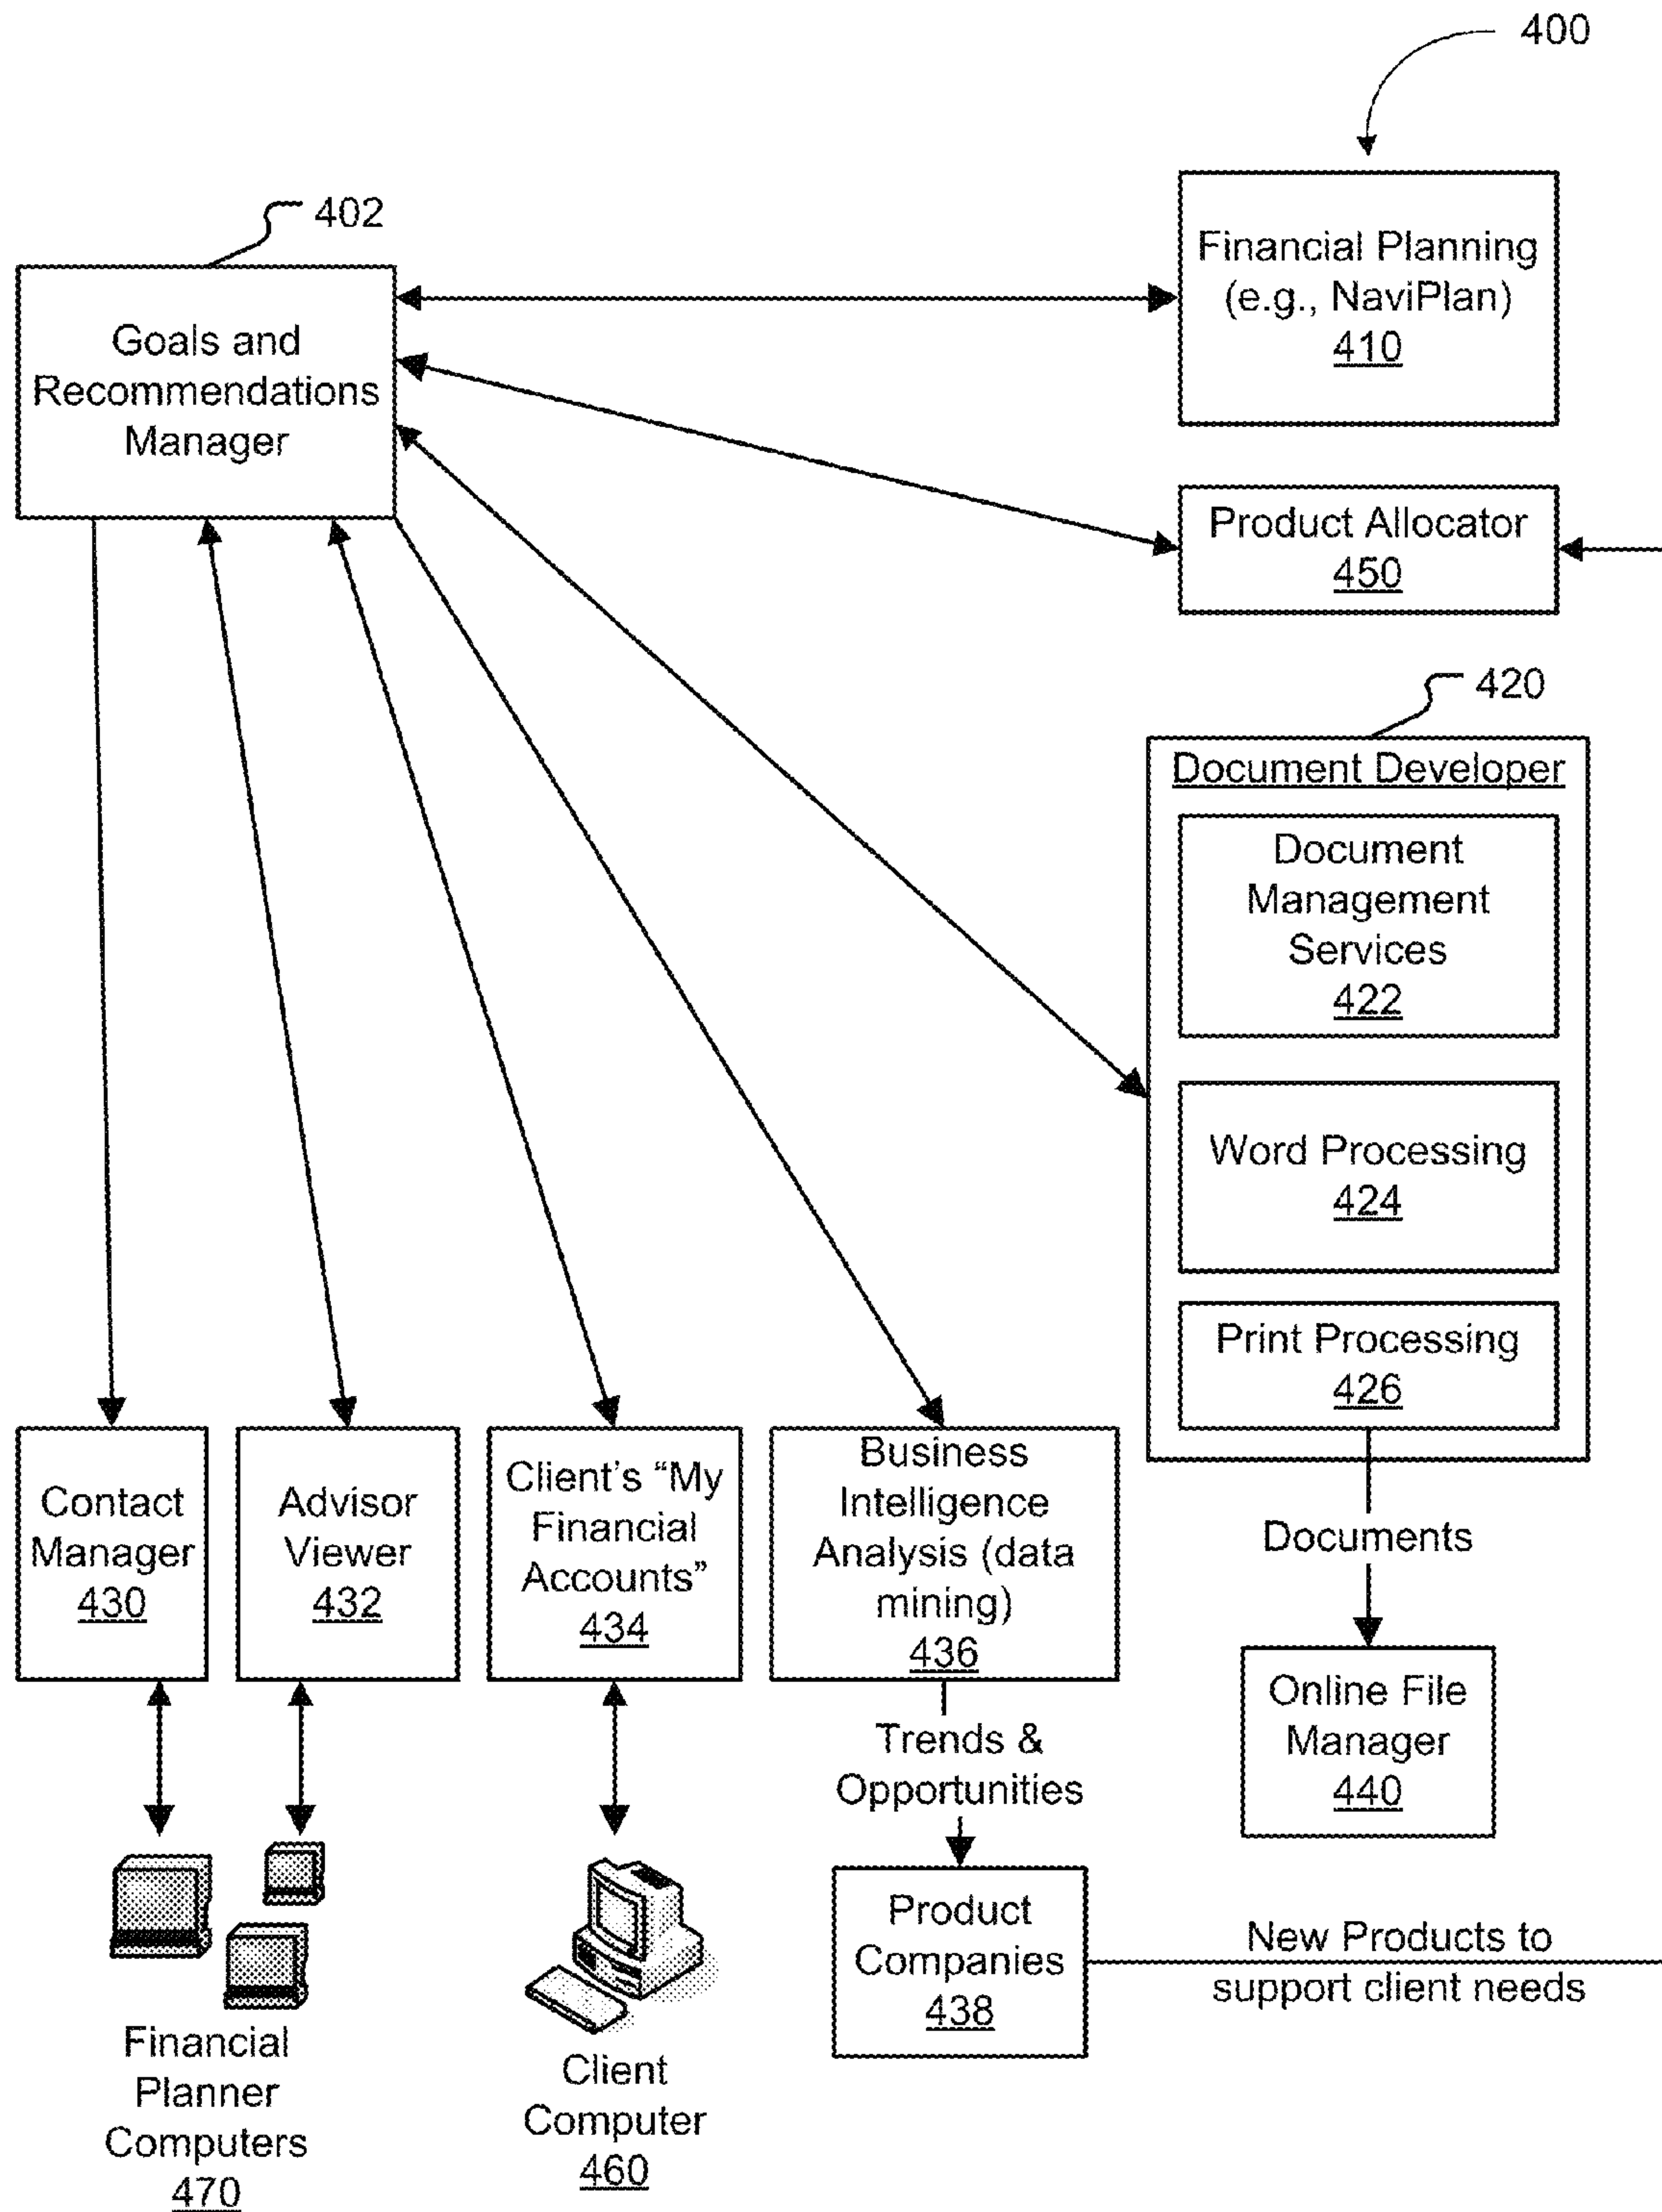 400
402
Goals and
Recommendations
Manager
Financial Planning
(e.g., NaviPlan)
410
Product Allocator
450
420
Document Developer
Document
Management
Services
422
Word Processing
424
Print Processing
426
Contact
Manager
430
Advisor
Viewer
432
Client's “My
Financial
Accounts”
434
Business
Intelligence
Analysis (data
mining)
436
Documents
Online File
Manager
440
Trends &
Opportunities
Product
Companies
438
New Products to
support client needs
Financial
Planner
Computers
470
Client
Computer
460